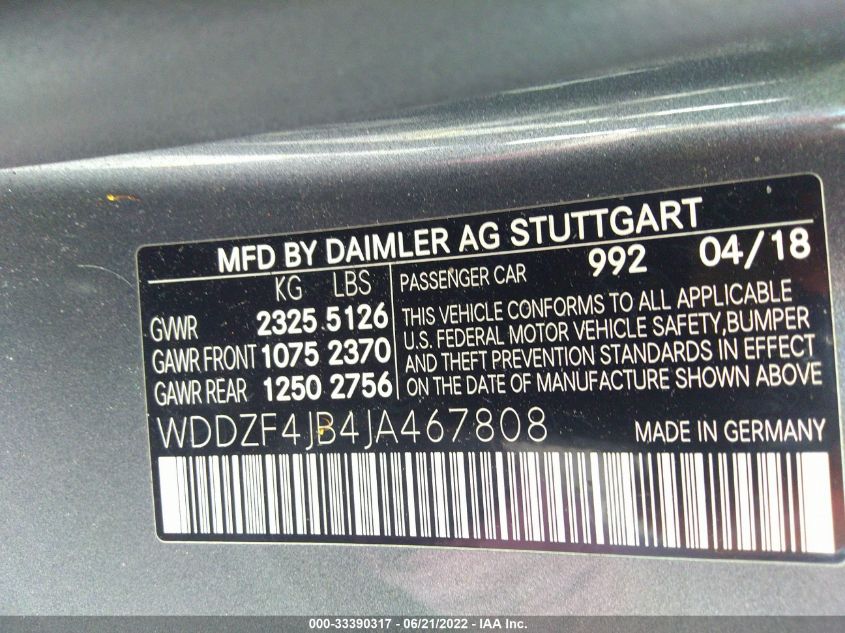 MFD BY DAIMLER AG STUTTGART
KG LBS
GVWR 2325 5126
GAWR FRONT 1075 2370
GAWR REAR 1250 2756
PASSENGER CAR 992 04/18
THIS VEHICLE CONFORMS TO ALL APPLICABLE
U.S. FEDERAL MOTOR VEHICLE SAFETY,BUMPER
AND THEFT PREVENTION STANDARDS IN EFFECT
ON THE DATE OF MANUFACTURE SHOWN ABOVE
WDDZF4JB4JA467808 MADE IN GERMANY
000-33390317 - 06/21/2022 - IAA Inc.